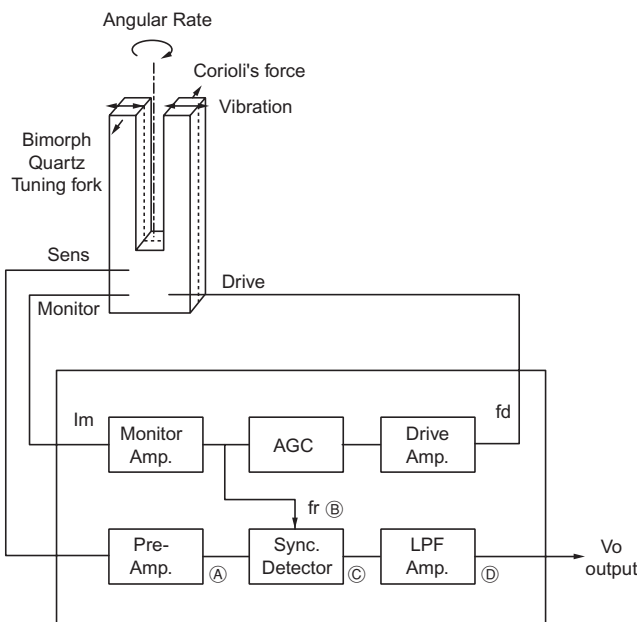 Angular Rate
Corioli's force
Vibration
Bimorph
Quartz
Tuning fork
Sens
Drive
Monitor
Im
Monitor
Amp.
AGC
Drive
Amp.
fd
fr Ⓑ
Pre-
Amp.
Ⓐ
Sync.
Detector
Ⓒ
LPF
Amp.
Ⓓ
Vo
output